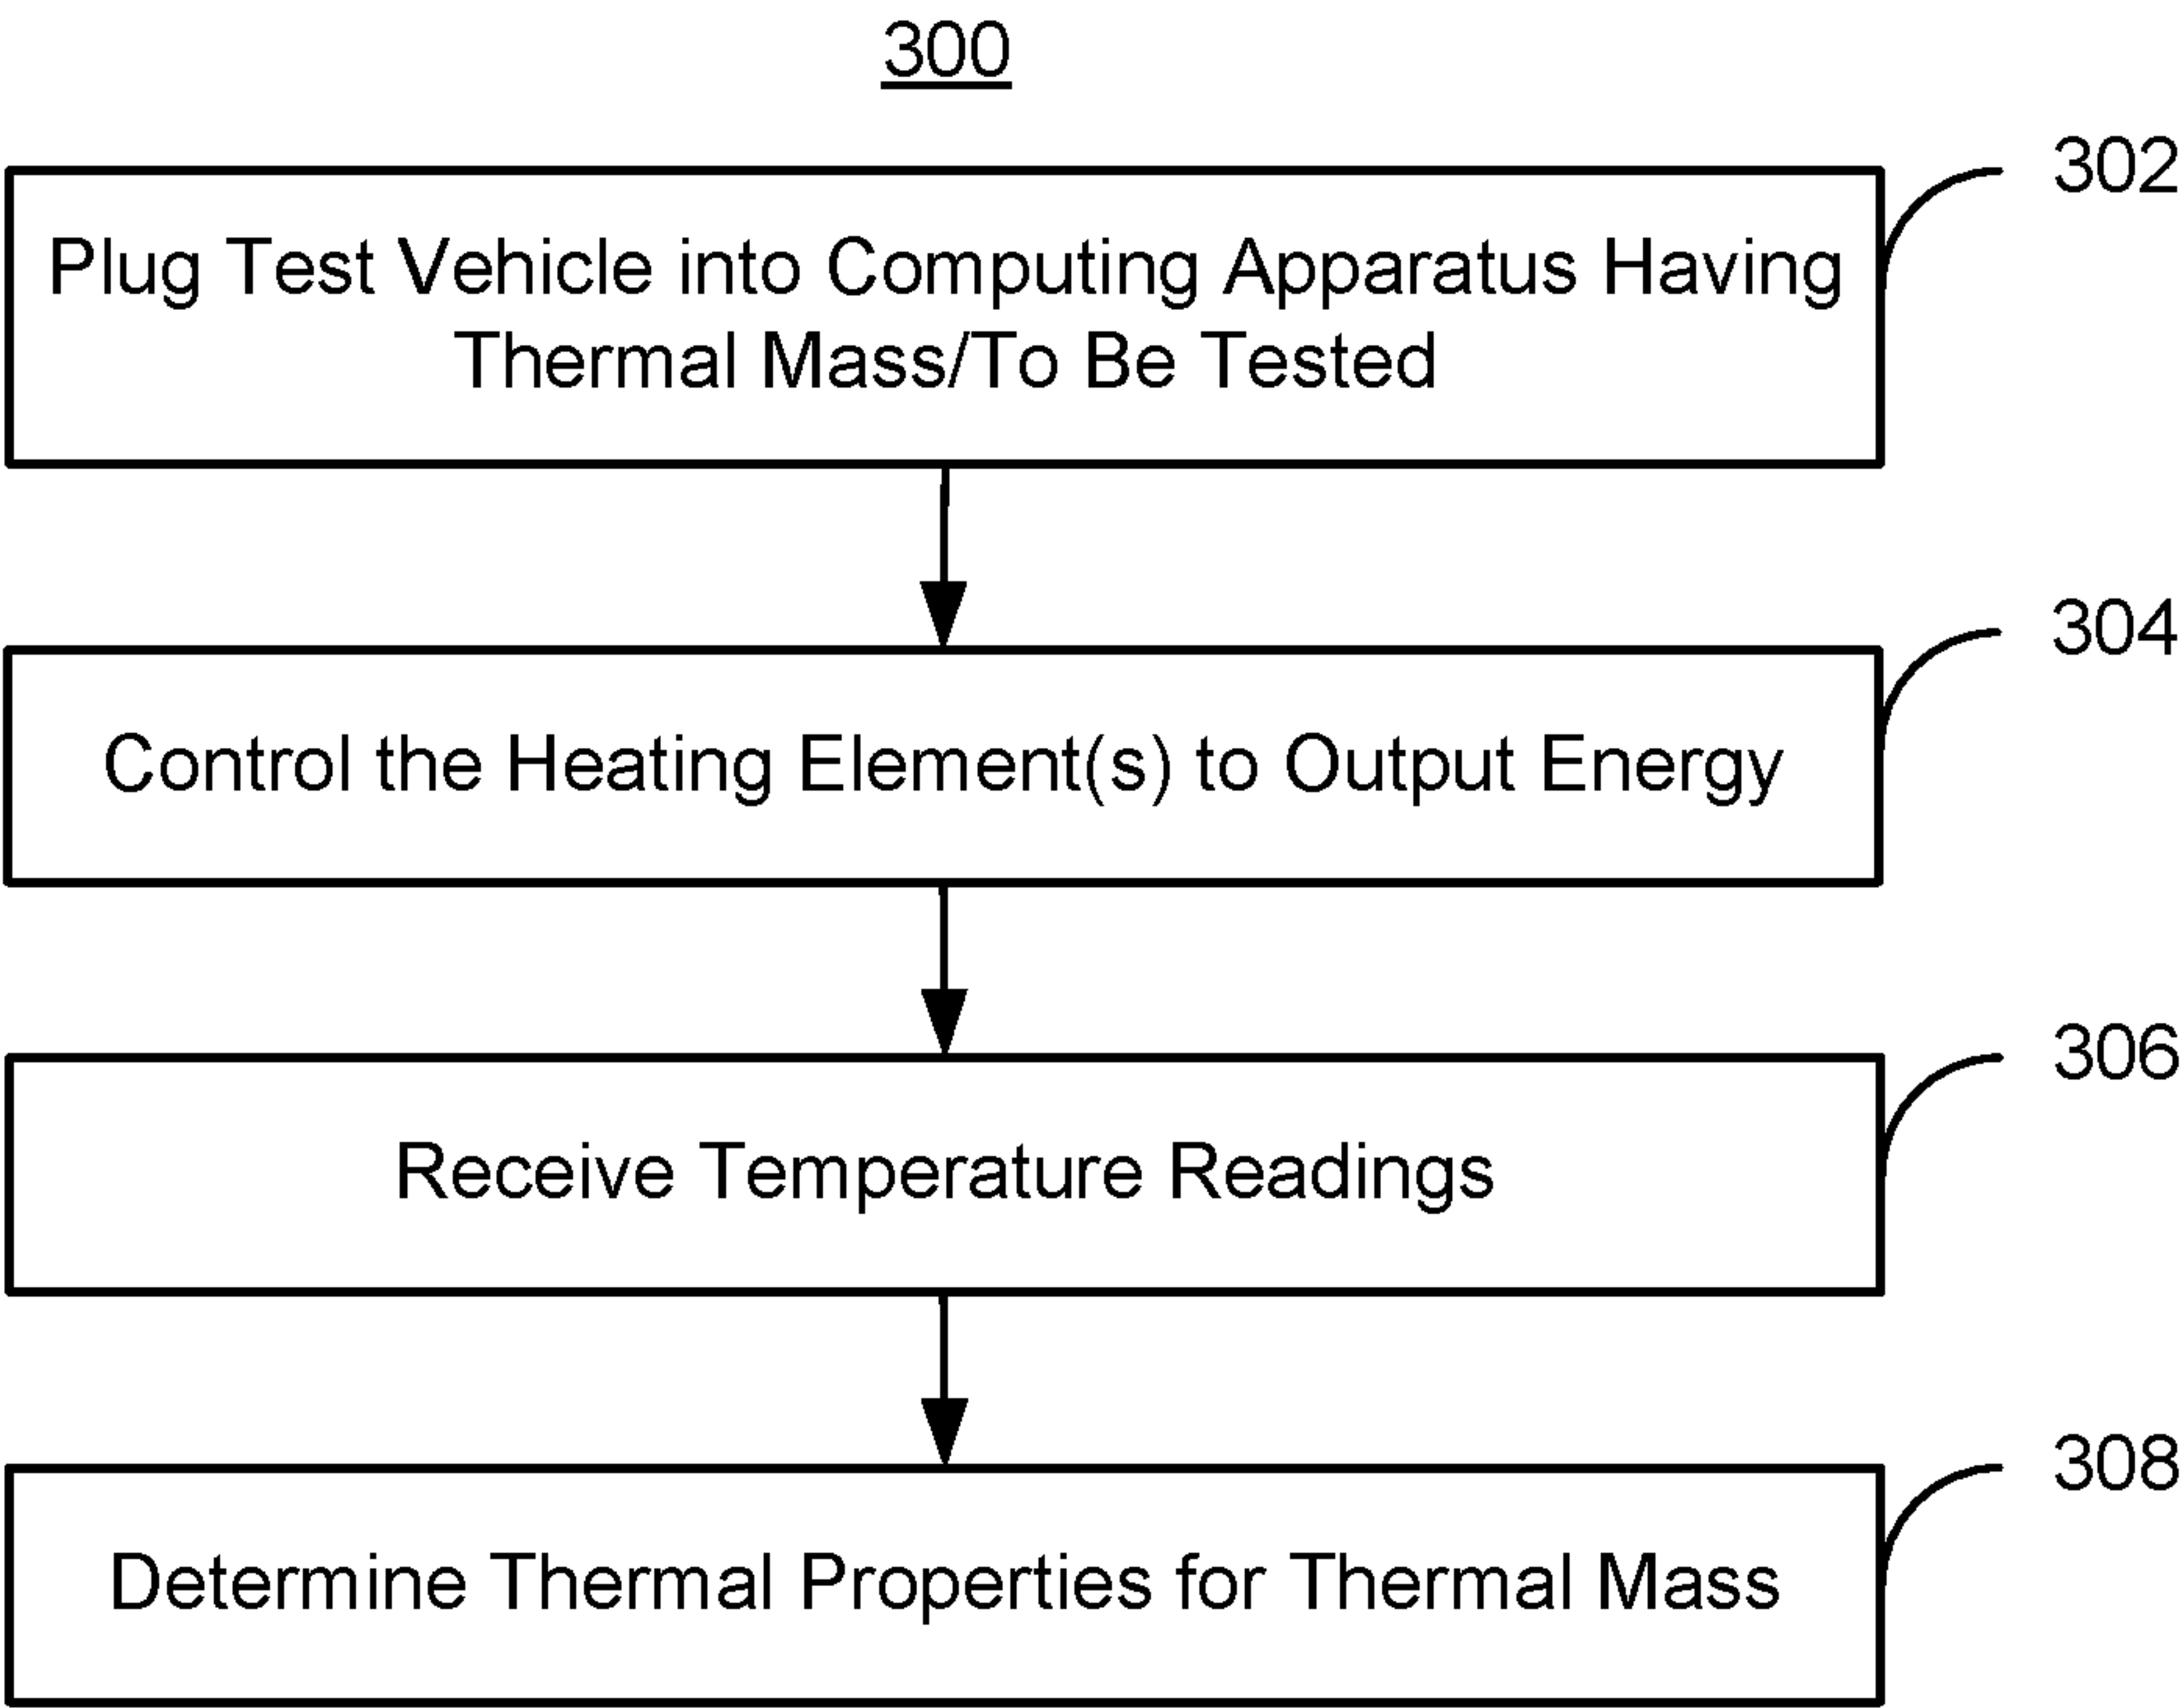 300
302
Plug Test Vehicle into Computing Apparatus Having
Thermal Mass/To Be Tested
304
Control the Heating Element(s) to Output Energy
306
Receive Temperature Readings
308
Determine Thermal Properties for Thermal Mass